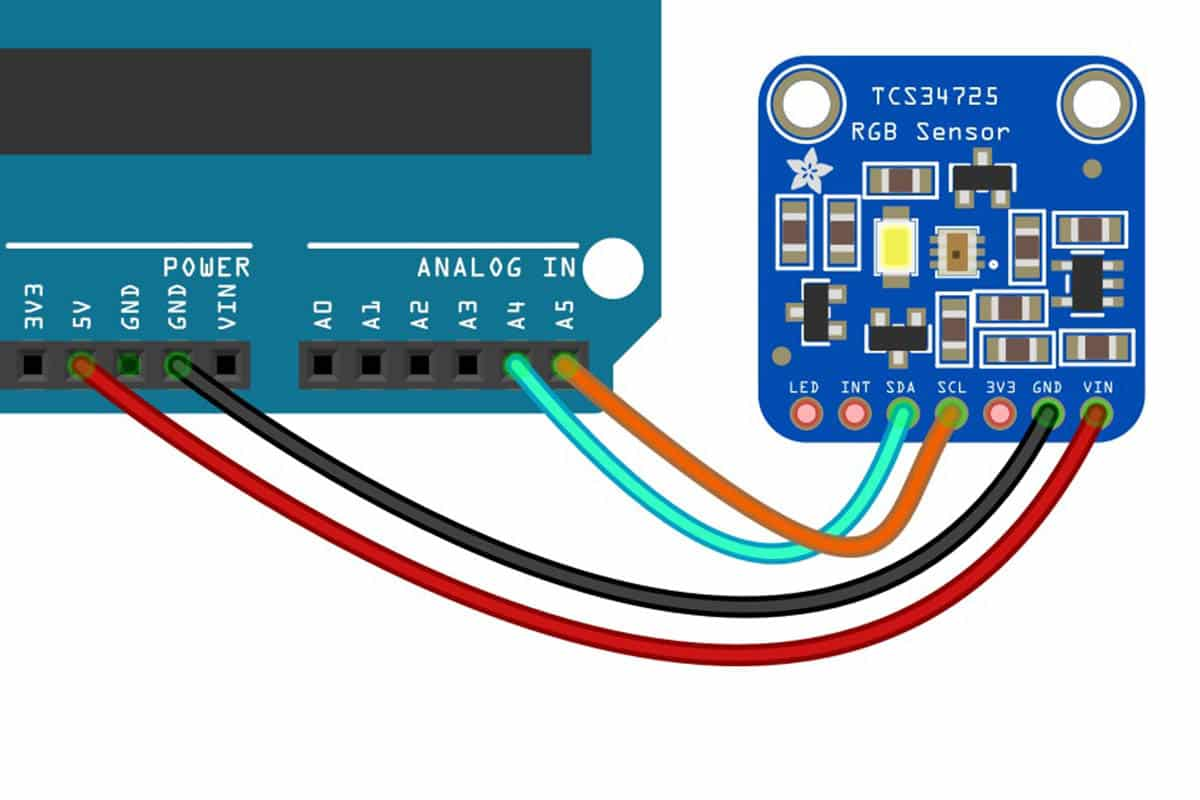 TCS34725
RGB Sensor
POWER
ANALOG IN
3V3 5V GND GND VIN
A0 A1 A2 A3 A4 A5
LED INT SDA SCL 3V3 GND VIN